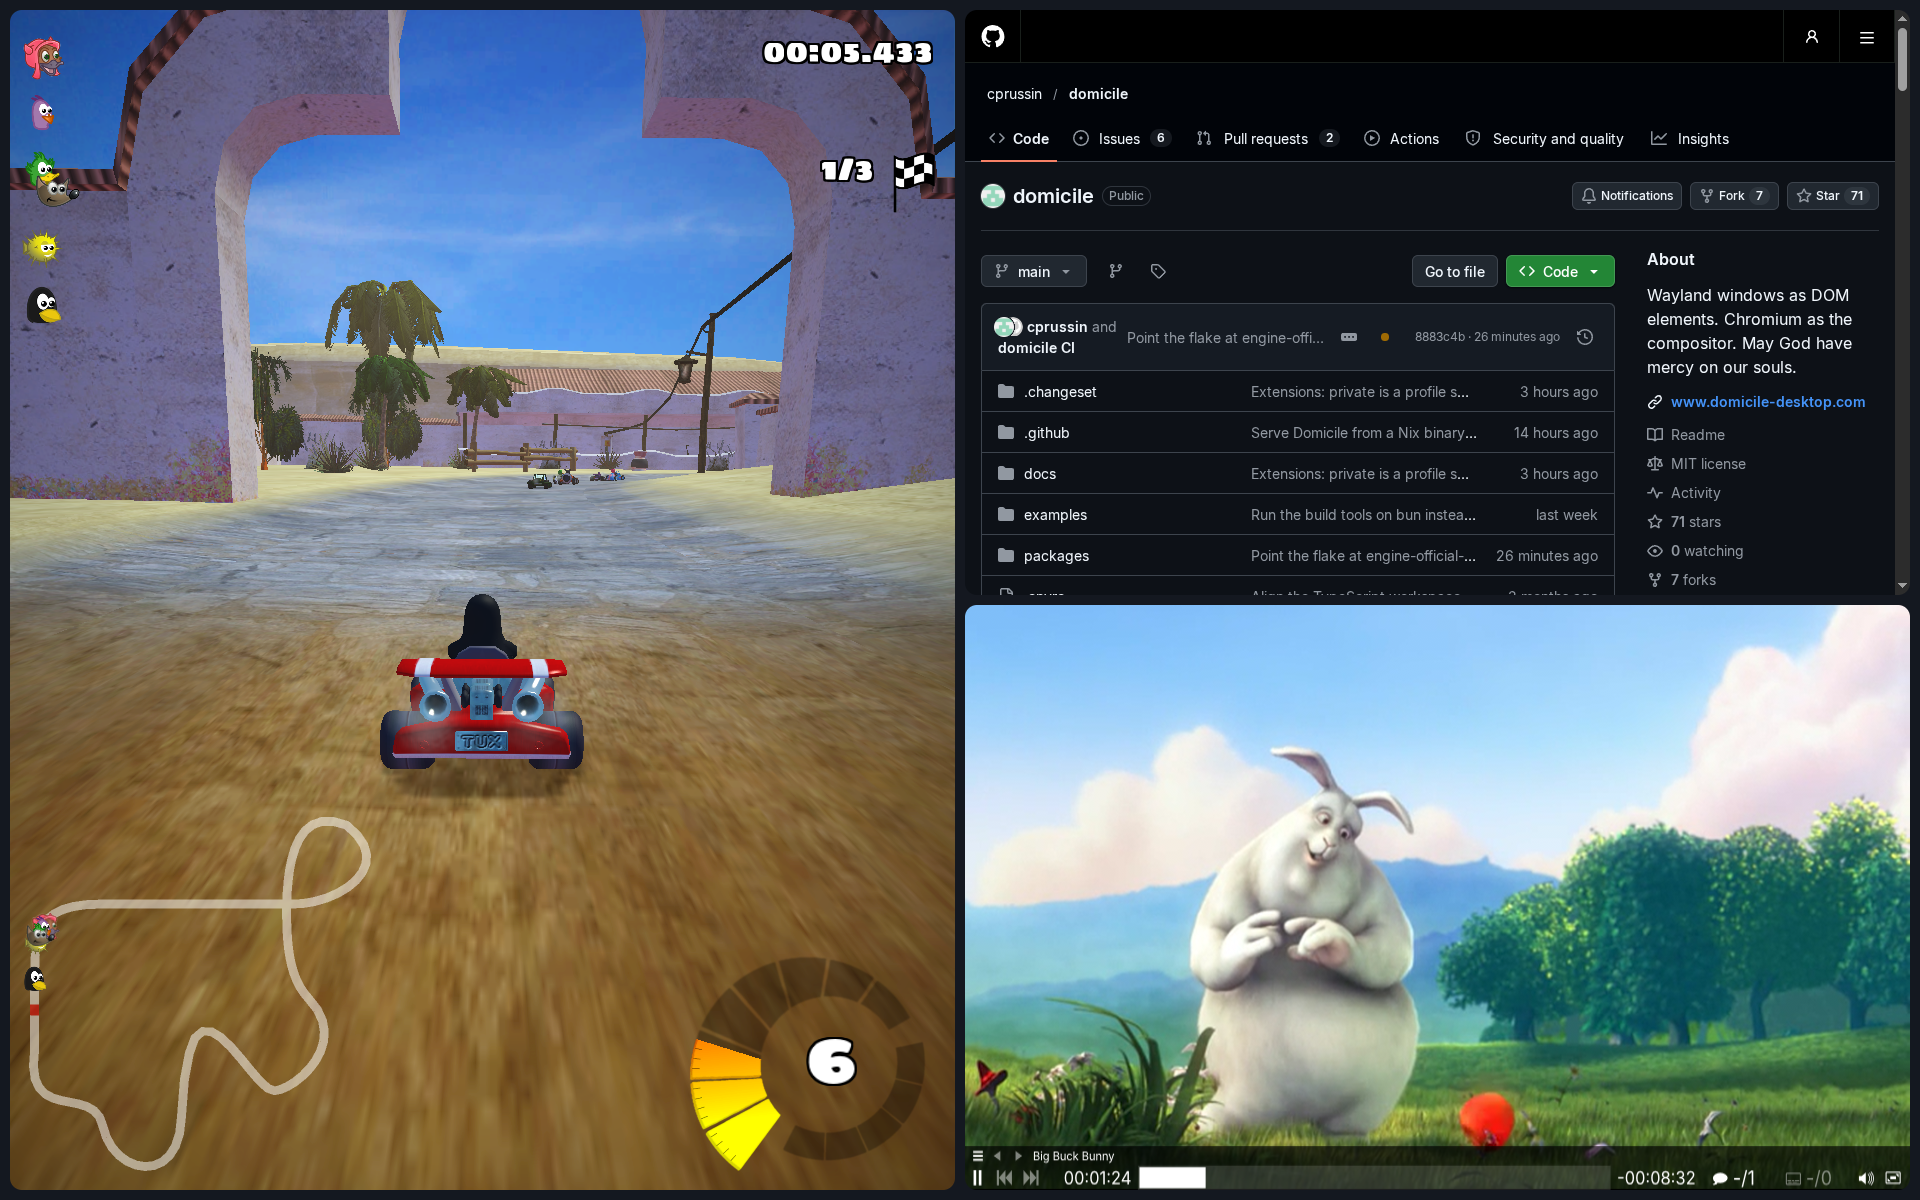 00:05.433
1/3
TUX
6
cprussin / domicile
Code
Issues 6
Pull requests 2
Actions
Security and quality
Insights
domicile Public
Notifications
Fork 7
Star 71
main
Go to file
Code
cprussin and domicile CI
Point the flake at engine-offi...
8883c4b · 26 minutes ago
.changeset Extensions: private is a profile s... 3 hours ago
.github Serve Domicile from a Nix binary... 14 hours ago
docs Extensions: private is a profile s... 3 hours ago
examples Run the build tools on bun instea... last week
packages Point the flake at engine-official-... 26 minutes ago
About
Wayland windows as DOM
elements. Chromium as the
compositor. May God have
mercy on our souls.
www.domicile-desktop.com
Readme
MIT license
Activity
71 stars
0 watching
7 forks
Big Buck Bunny
00:01:24
-00:08:32
-/1
-/0